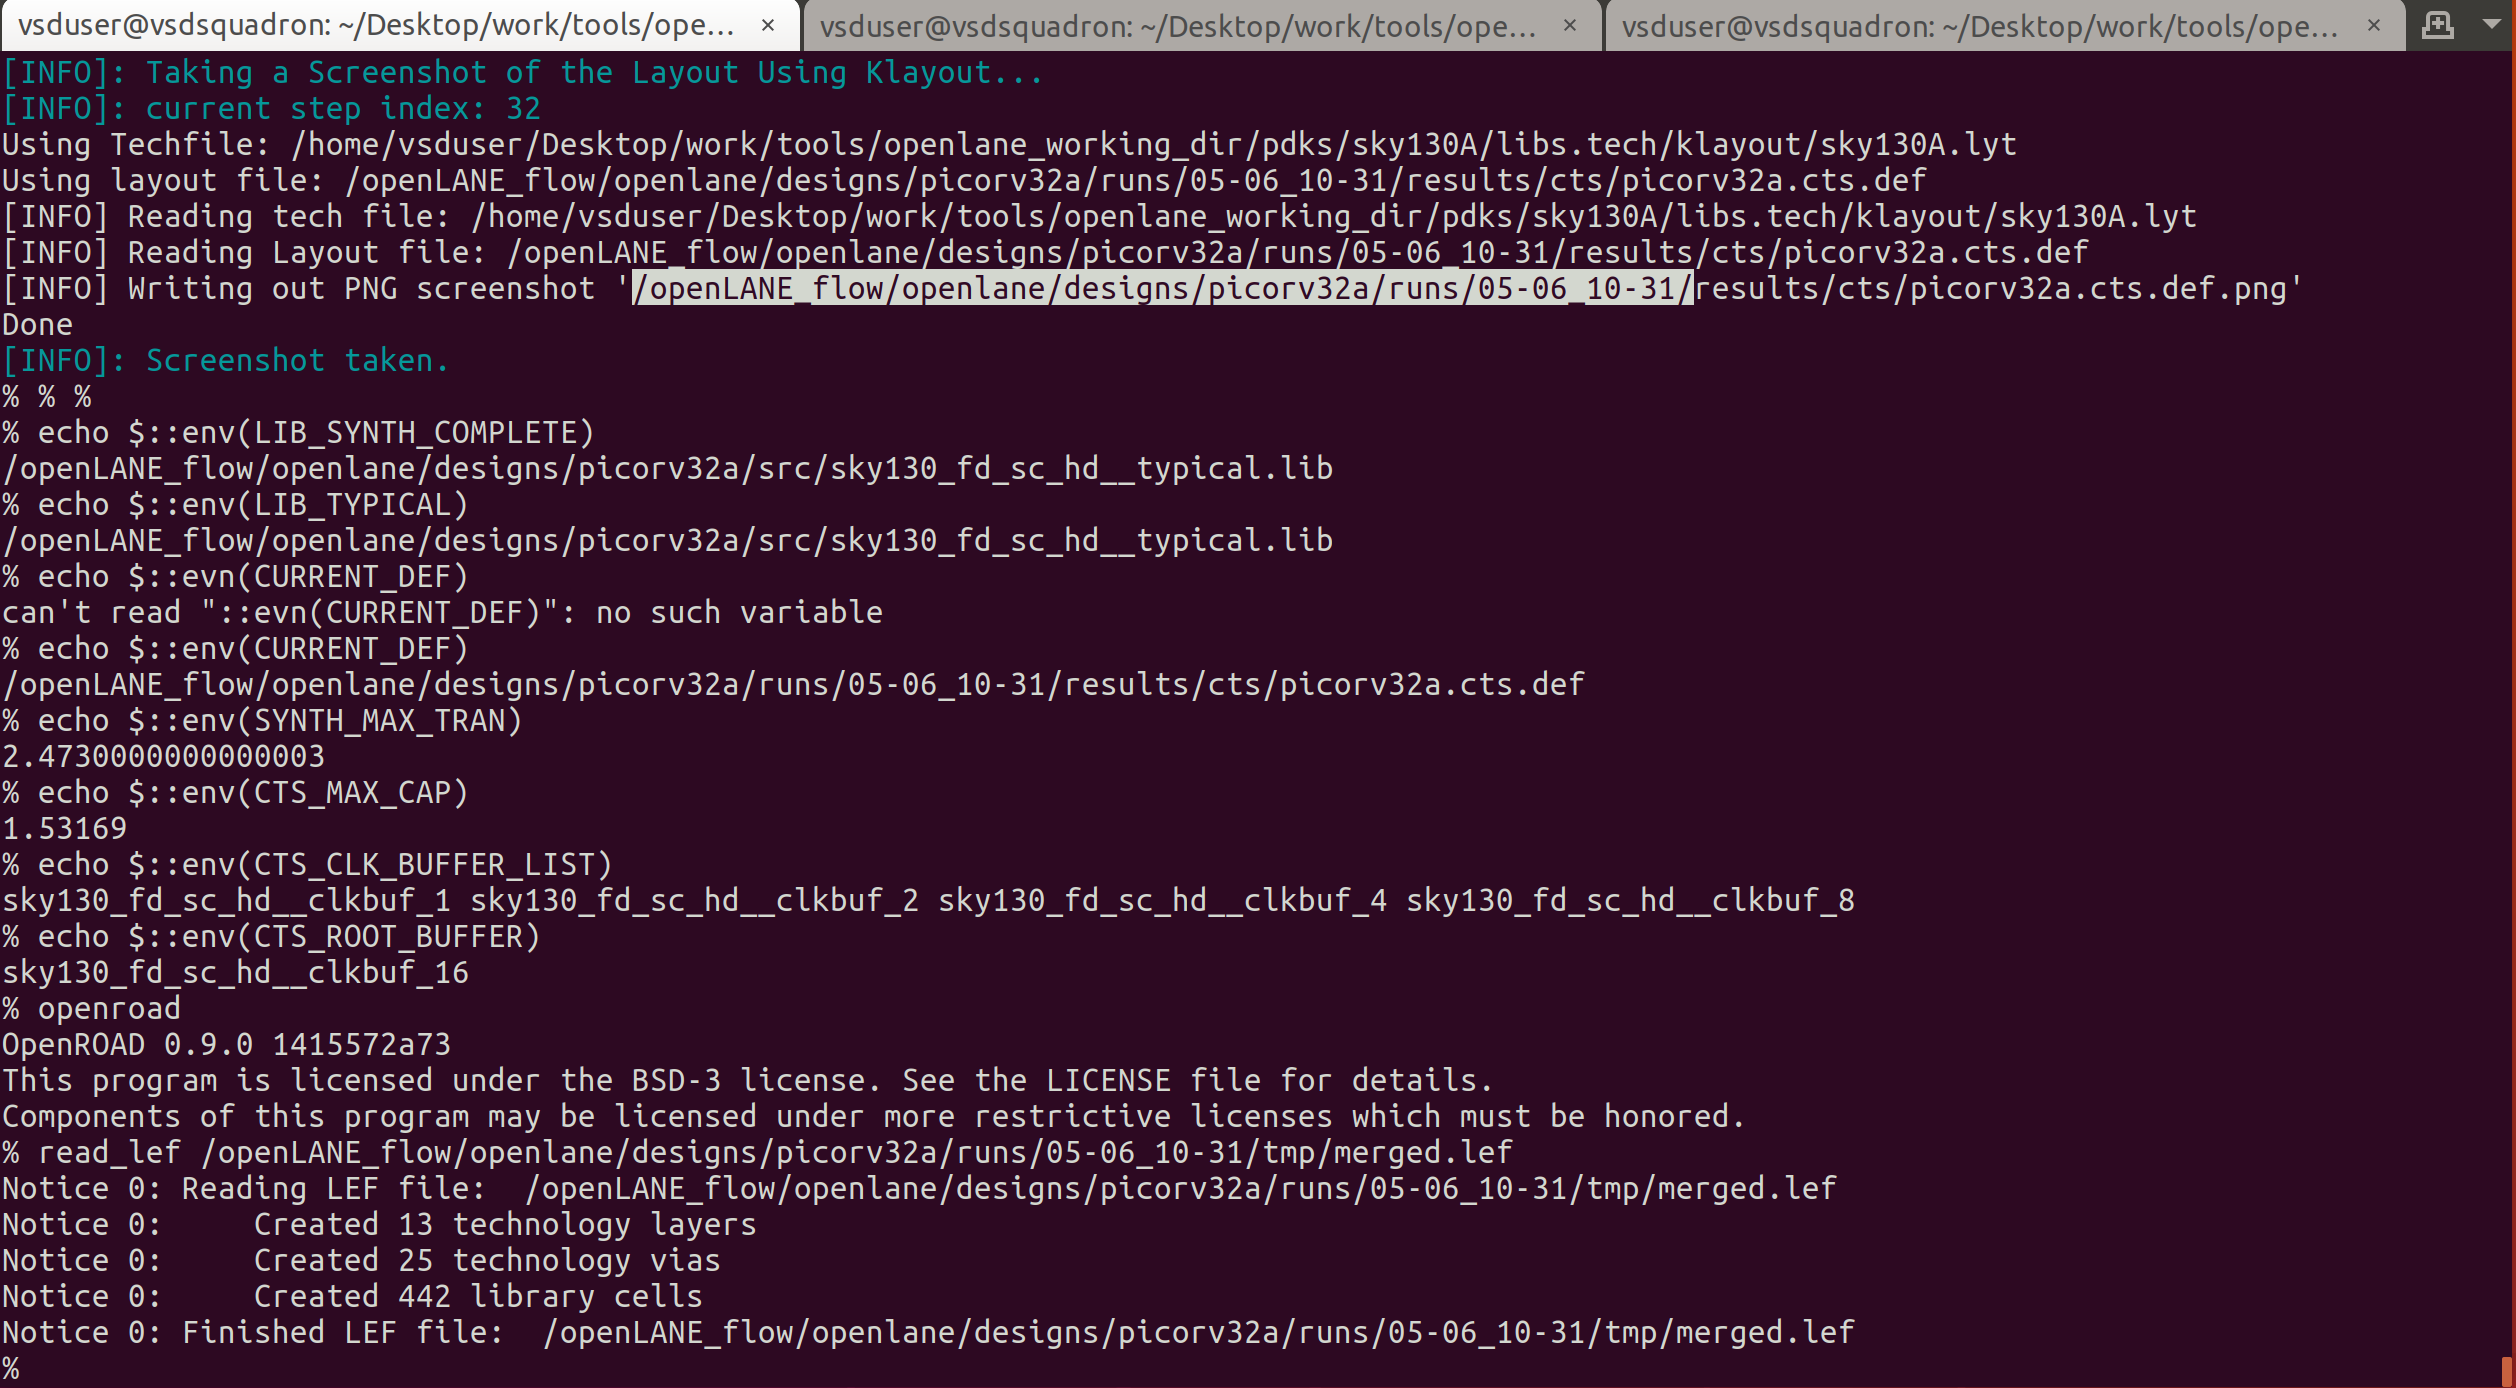 vsduser@vsdsquadron: ~/Desktop/work/tools/ope... × vsduser@vsdsquadron: ~/Desktop/work/tools/ope... × vsduser@vsdsquadron: ~/Desktop/work/tools/ope... ×
[INFO]: Taking a Screenshot of the Layout Using Klayout...
[INFO]: current step index: 32
Using Techfile: /home/vsduser/Desktop/work/tools/openlane_working_dir/pdks/sky130A/libs.tech/klayout/sky130A.lyt
Using layout file: /openLANE_flow/openlane/designs/picorv32a/runs/05-06_10-31/results/cts/picorv32a.cts.def
[INFO] Reading tech file: /home/vsduser/Desktop/work/tools/openlane_working_dir/pdks/sky130A/libs.tech/klayout/sky130A.lyt
[INFO] Reading Layout file: /openLANE_flow/openlane/designs/picorv32a/runs/05-06_10-31/results/cts/picorv32a.cts.def
[INFO] Writing out PNG screenshot '/openLANE_flow/openlane/designs/picorv32a/runs/05-06_10-31/results/cts/picorv32a.cts.def.png'
Done
[INFO]: Screenshot taken.
% % %
% echo $::env(LIB_SYNTH_COMPLETE)
/openLANE_flow/openlane/designs/picorv32a/src/sky130_fd_sc_hd__typical.lib
% echo $::env(LIB_TYPICAL)
/openLANE_flow/openlane/designs/picorv32a/src/sky130_fd_sc_hd__typical.lib
% echo $::evn(CURRENT_DEF)
can't read "::evn(CURRENT_DEF)": no such variable
% echo $::env(CURRENT_DEF)
/openLANE_flow/openlane/designs/picorv32a/runs/05-06_10-31/results/cts/picorv32a.cts.def
% echo $::env(SYNTH_MAX_TRAN)
2.4730000000000003
% echo $::env(CTS_MAX_CAP)
1.53169
% echo $::env(CTS_CLK_BUFFER_LIST)
sky130_fd_sc_hd__clkbuf_1 sky130_fd_sc_hd__clkbuf_2 sky130_fd_sc_hd__clkbuf_4 sky130_fd_sc_hd__clkbuf_8
% echo $::env(CTS_ROOT_BUFFER)
sky130_fd_sc_hd__clkbuf_16
% openroad
OpenROAD 0.9.0 1415572a73
This program is licensed under the BSD-3 license. See the LICENSE file for details.
Components of this program may be licensed under more restrictive licenses which must be honored.
% read_lef /openLANE_flow/openlane/designs/picorv32a/runs/05-06_10-31/tmp/merged.lef
Notice 0: Reading LEF file:  /openLANE_flow/openlane/designs/picorv32a/runs/05-06_10-31/tmp/merged.lef
Notice 0:     Created 13 technology layers
Notice 0:     Created 25 technology vias
Notice 0:     Created 442 library cells
Notice 0: Finished LEF file:  /openLANE_flow/openlane/designs/picorv32a/runs/05-06_10-31/tmp/merged.lef
%